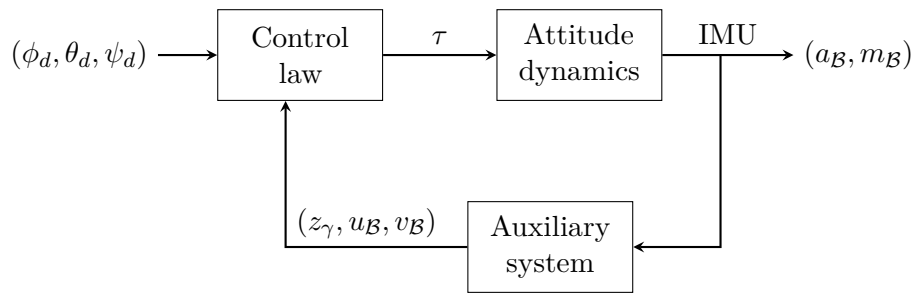 (ϕ_d, θ_d, ψ_d)
Control
law
τ
Attitude
dynamics
IMU
(a_ℬ, m_ℬ)
(z_γ, u_ℬ, v_ℬ)
Auxiliary
system